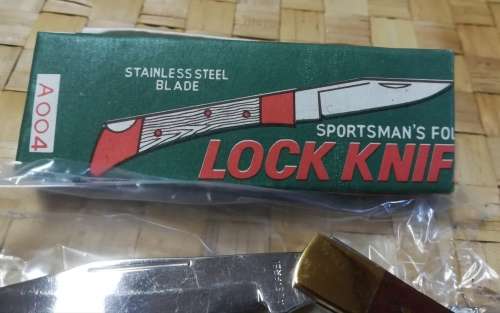 A004
STAINLESS STEEL
BLADE
SPORTSMAN'S FOL
LOCK KNIF